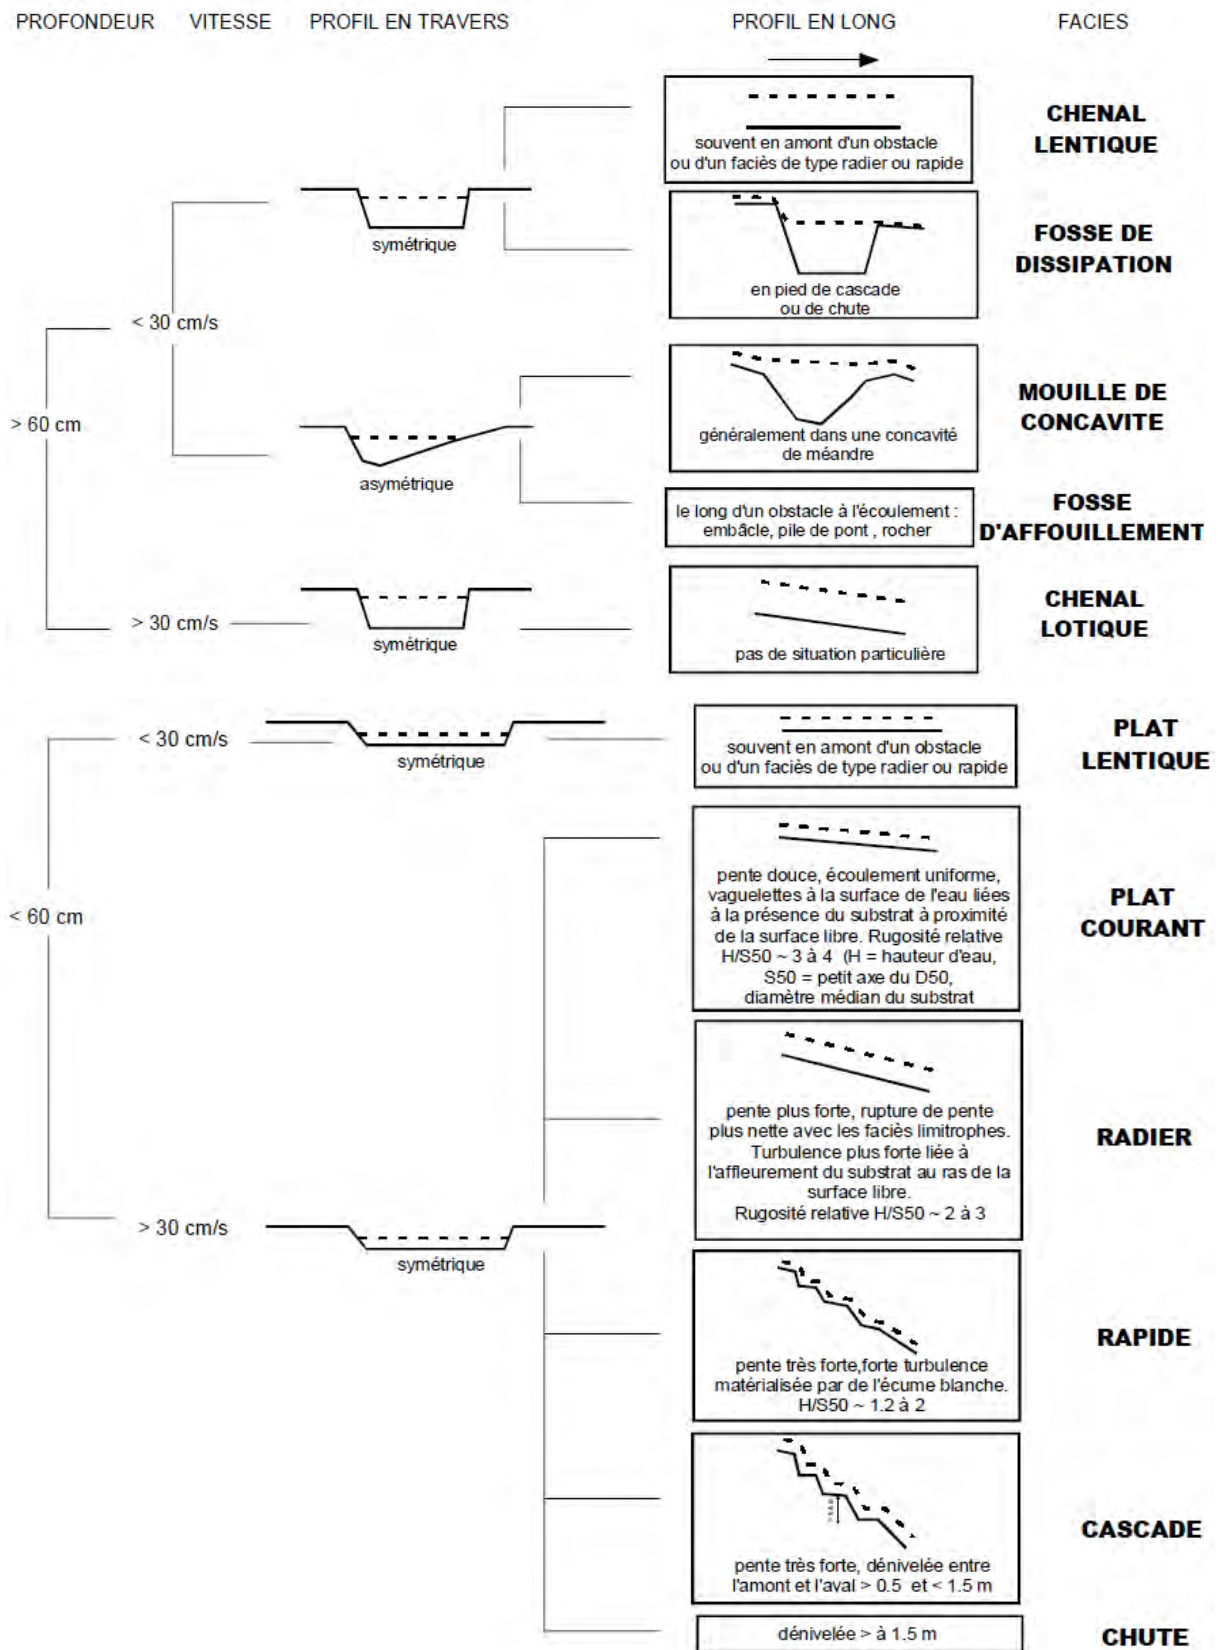 PROFONDEUR VITESSE PROFIL EN TRAVERS PROFIL EN LONG FACIES
souvent en amont d'un obstacle
ou d'un faciès de type radier ou rapide
CHENAL
LENTIQUE
symétrique
en pied de cascade
ou de chute
FOSSE DE
DISSIPATION
< 30 cm/s
> 60 cm
asymétrique
généralement dans une concavité
de méandre
MOUILLE DE
CONCAVITE
le long d'un obstacle à l'écoulement :
embâcle, pile de pont , rocher
FOSSE
D'AFFOUILLEMENT
> 30 cm/s
symétrique
pas de situation particulière
CHENAL
LOTIQUE
< 30 cm/s
symétrique
souvent en amont d'un obstacle
ou d'un faciès de type radier ou rapide
PLAT
LENTIQUE
< 60 cm
pente douce, écoulement uniforme,
vaguelettes à la surface de l'eau liées
à la présence du substrat à proximité
de la surface libre. Rugosité relative
H/S50 ~ 3 à 4 (H = hauteur d'eau,
S50 = petit axe du D50,
diamètre médian du substrat
PLAT
COURANT
pente plus forte, rupture de pente
plus nette avec les faciès limitrophes.
Turbulence plus forte liée à
l'affleurement du substrat au ras de la
surface libre.
Rugosité relative H/S50 ~ 2 à 3
RADIER
> 30 cm/s
symétrique
pente très forte,forte turbulence
matérialisée par de l'écume blanche.
H/S50 ~ 1.2 à 2
RAPIDE
pente très forte, dénivelée entre
l'amont et l'aval > 0.5 et < 1.5 m
CASCADE
dénivelée > à 1.5 m
CHUTE